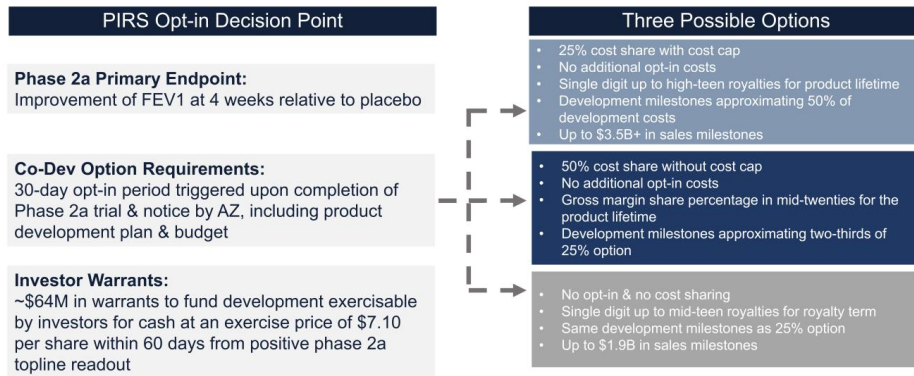 PIRS Opt-in Decision Point
Phase 2a Primary Endpoint:
Improvement of FEV1 at 4 weeks relative to placebo
Co-Dev Option Requirements:
30-day opt-in period triggered upon completion of
Phase 2a trial & notice by AZ, including product
development plan & budget
Investor Warrants:
~$64M in warrants to fund development exercisable
by investors for cash at an exercise price of $7.10
per share within 60 days from positive phase 2a
topline readout
Three Possible Options
• 25% cost share with cost cap
• No additional opt-in costs
• Single digit up to high-teen royalties for product lifetime
• Development milestones approximating 50% of
development costs
• Up to $3.5B+ in sales milestones
• 50% cost share without cost cap
• No additional opt-in costs
• Gross margin share percentage in mid-twenties for the
product lifetime
• Development milestones approximating two-thirds of
25% option
• No opt-in & no cost sharing
• Single digit up to mid-teen royalties for royalty term
• Same development milestones as 25% option
• Up to $1.9B in sales milestones